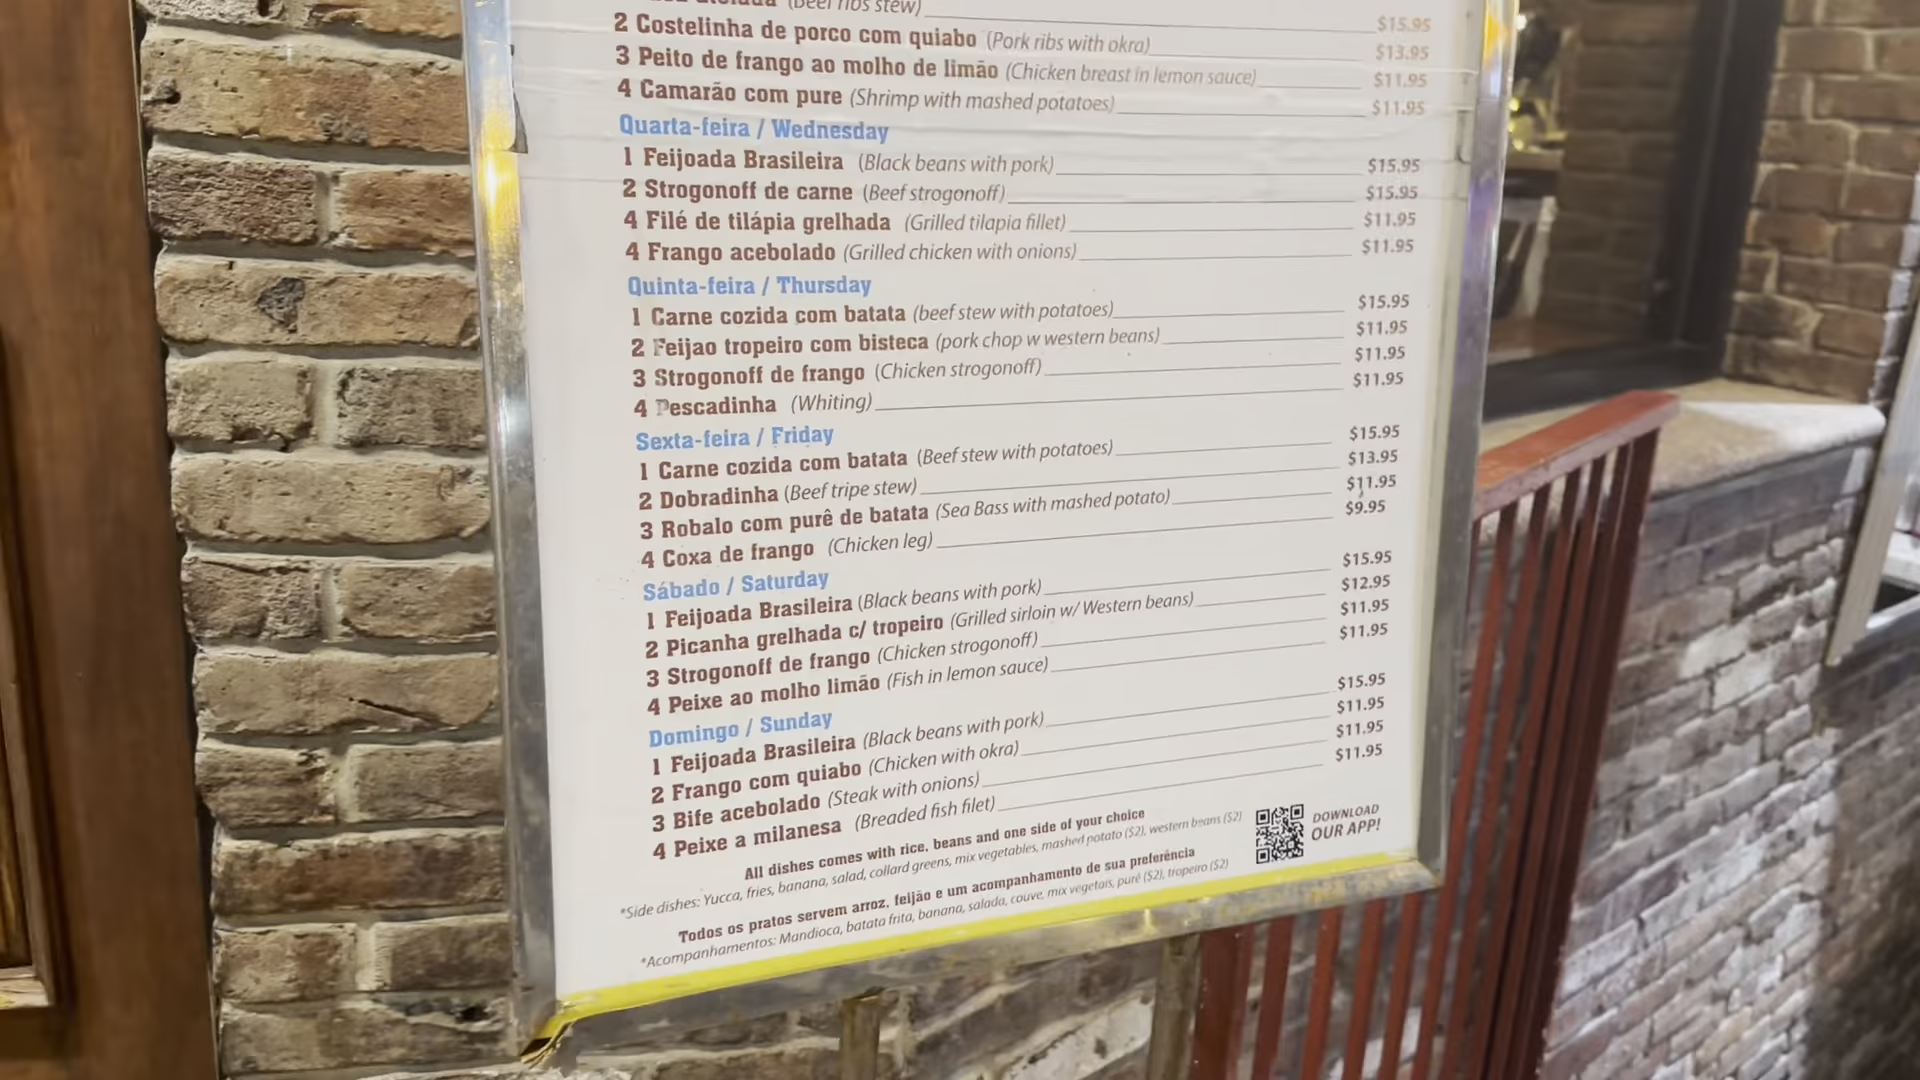 (Beef ribs stew) $15.95
2 Costelinha de porco com quiabo (Pork ribs with okra) $13.95
3 Peito de frango ao molho de limão (Chicken breast in lemon sauce) $11.95
4 Camarão com pure (Shrimp with mashed potatoes) $11.95
Quarta-feira / Wednesday
1 Feijoada Brasileira (Black beans with pork) $15.95
2 Strogonoff de carne (Beef strogonoff) $15.95
4 Filé de tilápia grelhada (Grilled tilapia fillet) $11.95
4 Frango acebolado (Grilled chicken with onions) $11.95
Quinta-feira / Thursday
1 Carne cozida com batata (beef stew with potatoes) $15.95
2 Feijao tropeiro com bisteca (pork chop w western beans) $11.95
3 Strogonoff de frango (Chicken strogonoff) $11.95
4 Pescadinha (Whiting) $11.95
Sexta-feira / Friday
1 Carne cozida com batata (Beef stew with potatoes) $15.95
2 Dobradinha (Beef tripe stew) $13.95
3 Robalo com purê de batata (Sea Bass with mashed potato) $11.95
4 Coxa de frango (Chicken leg) $9.95
Sábado / Saturday
1 Feijoada Brasileira (Black beans with pork) $15.95
2 Picanha grelhada c/ tropeiro (Grilled sirloin w/ Western beans) $12.95
3 Strogonoff de frango (Chicken strogonoff) $11.95
4 Peixe ao molho limão (Fish in lemon sauce) $11.95
Domingo / Sunday
1 Feijoada Brasileira (Black beans with pork) $15.95
2 Frango com quiabo (Chicken with okra) $11.95
3 Bife acebolado (Steak with onions) $11.95
4 Peixe a milanesa (Breaded fish filet) $11.95
All dishes comes with rice, beans and one side of your choice
*Side dishes: Yucca, fries, banana, salad, collard greens, mix vegetables, mashed potato ($2), western beans ($2)
Todos os pratos servem arroz, feijão e um acompanhamento de sua preferência
*Acompanhamentos: Mandioca, batata frita, banana, salada, couve, mix vegetais, purê ($2), tropeiro ($2)
DOWNLOAD
OUR APP!